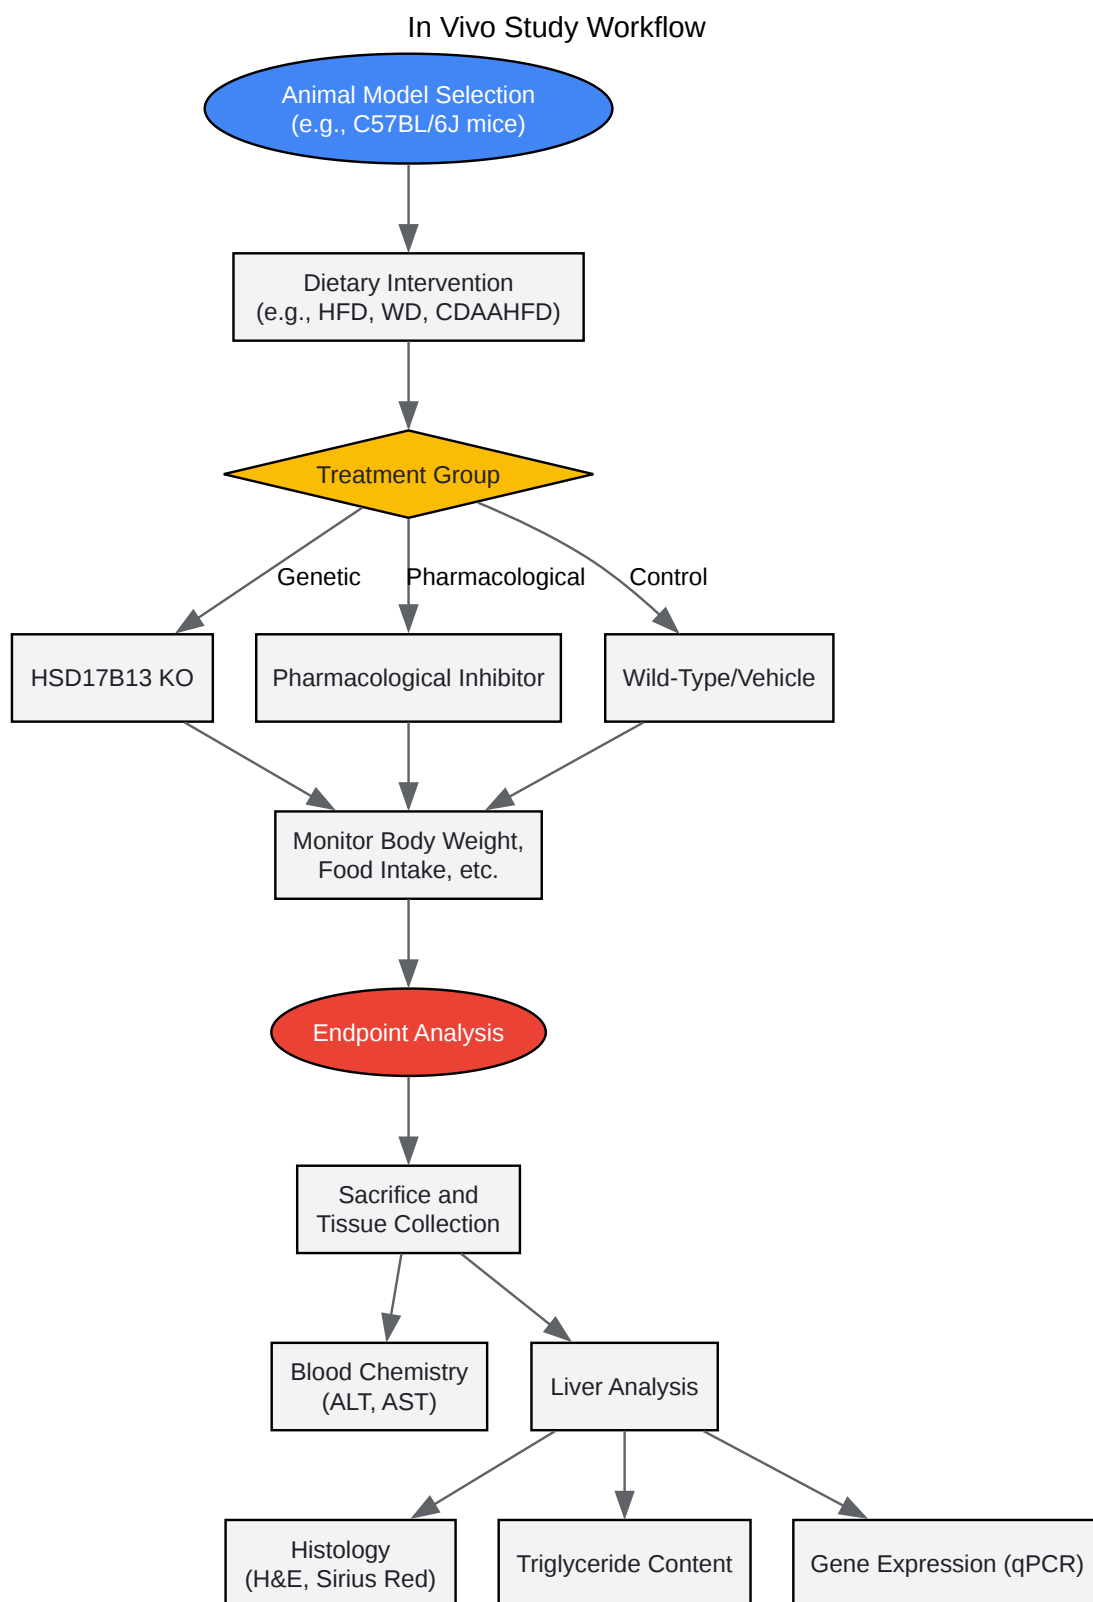 In Vivo Study Workflow
Animal Model Selection
(e.g., C57BL/6J mice)
Dietary Intervention
(e.g., HFD, WD, CDAAHFD)
Treatment Group
Genetic
Pharmacological
Control
HSD17B13 KO
Pharmacological Inhibitor
Wild-Type/Vehicle
Monitor Body Weight,
Food Intake, etc.
Endpoint Analysis
Sacrifice and
Tissue Collection
Blood Chemistry
(ALT, AST)
Liver Analysis
Histology
(H&E, Sirius Red)
Triglyceride Content
Gene Expression (qPCR)